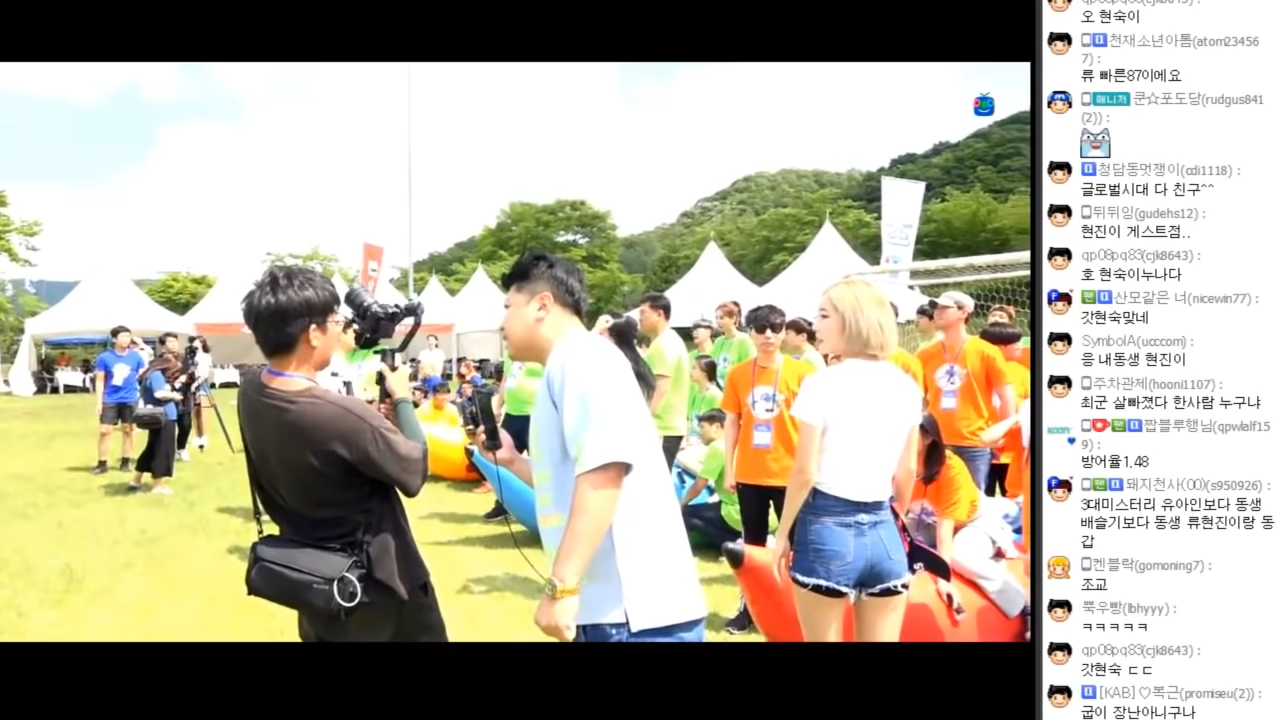 qp08pq83(cjk8643) :
오 현숙이
천재소년아톰(atom23456
7) :
류 빠른87이에요
매니저 쿤☆포도당(rudgus841
(2)) :
청담동멋쟁이(cdi1118) :
글로벌시대 다 친구^^
뒤뒤잉(gudehs12) :
현진이 게스트점..
qp08pq83(cjk8643) :
호 현숙이누나다
팬 산모같은 녀(nicewin77) :
갓현숙맞네
SymbolA(ucccom) :
응 내동생 현진이
주차관제(hooni1107) :
최군 살빠졌다 한사람 누구냐
팬 짭블루행님(qpwlalf15
9) :
방어율1.48
팬 돼지천사(00)(s950926) :
3대미스터리 유아인보다 동생
배슬기보다 동생 류현진이랑 동
갑
켄블락(gomoning7) :
조교
뿍우빵(lbhyyy) :
ㅋㅋㅋㅋㅋ
qp08pq83(cjk8643) :
갓현숙 ㄷㄷ
[KAB]♡복근(promiseu(2)) :
굽이 장난아니구나